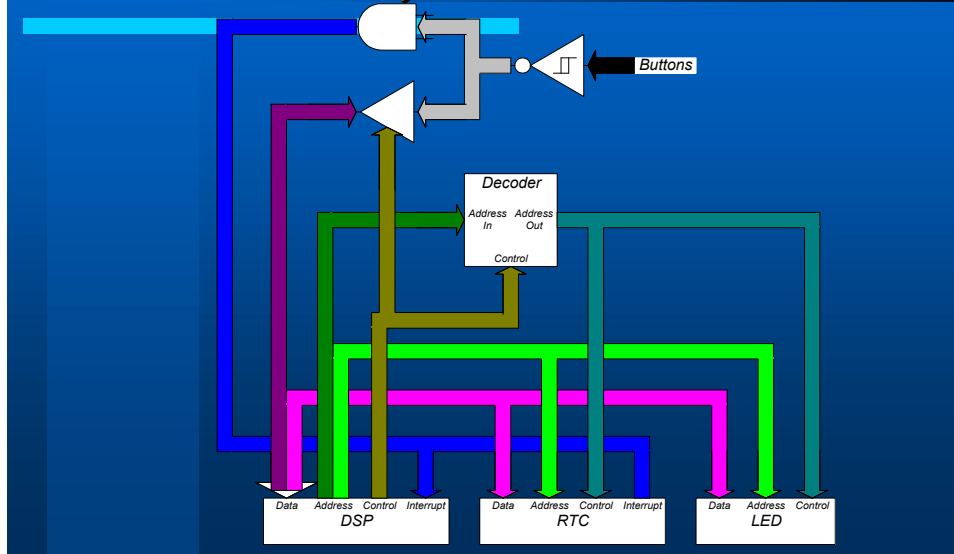 Buttons
Decoder
Address Address
In Out
Control
Data Address Control Interrupt
DSP
Data Address Control Interrupt
RTC
Data Address Control
LED